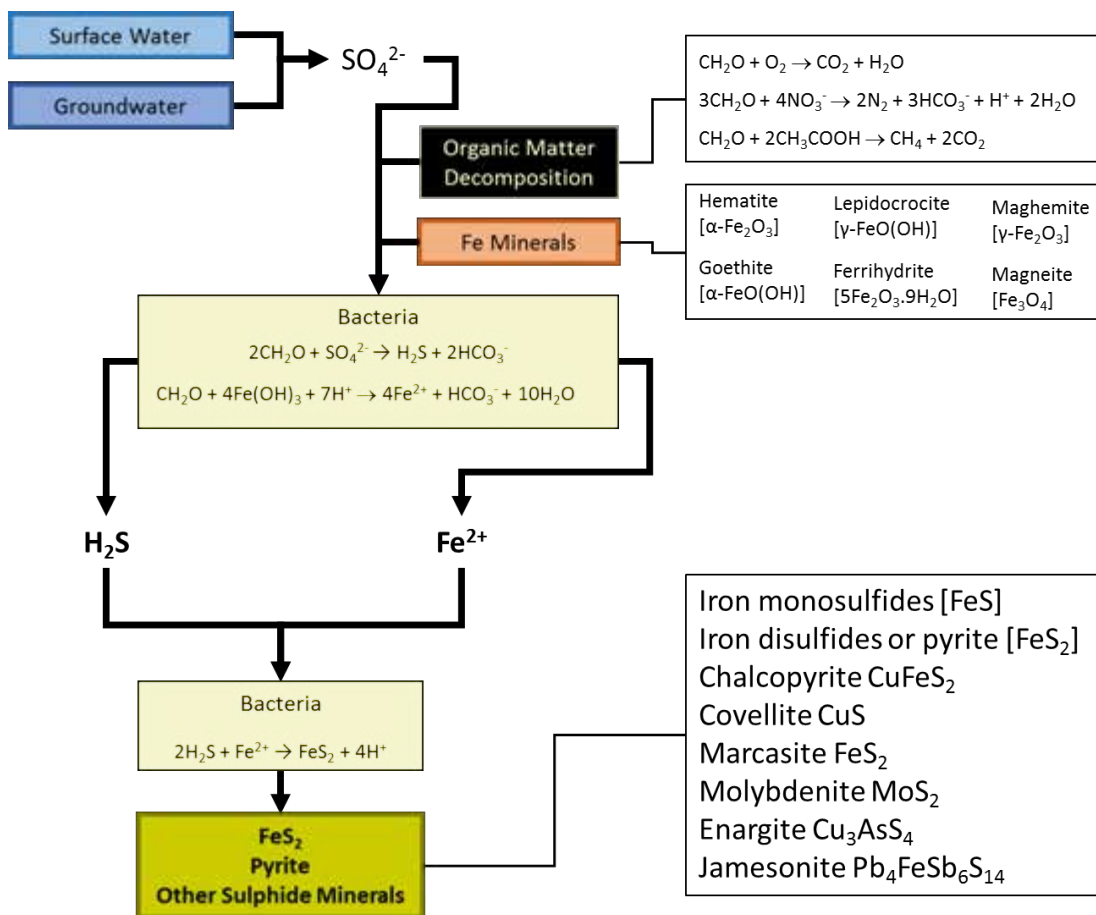 Surface Water
Groundwater
SO₄²⁻
Organic Matter
Decomposition
CH₂O + O₂ → CO₂ + H₂O
3CH₂O + 4NO₃⁻ → 2N₂ + 3HCO₃⁻ + H⁺ + 2H₂O
CH₂O + 2CH₃COOH → CH₄ + 2CO₂
Fe Minerals
Hematite
[α-Fe₂O₃]
Lepidocrocite
[γ-FeO(OH)]
Maghemite
[γ-Fe₂O₃]
Goethite
[α-FeO(OH)]
Ferrihydrite
[5Fe₂O₃.9H₂O]
Magneite
[Fe₃O₄]
Bacteria
2CH₂O + SO₄²⁻ → H₂S + 2HCO₃⁻
CH₂O + 4Fe(OH)₃ + 7H⁺ → 4Fe²⁺ + HCO₃⁻ + 10H₂O
H₂S
Fe²⁺
Bacteria
2H₂S + Fe²⁺ → FeS₂ + 4H⁺
FeS₂
Pyrite
Other Sulphide Minerals
Iron monosulfides [FeS]
Iron disulfides or pyrite [FeS₂]
Chalcopyrite CuFeS₂
Covellite CuS
Marcasite FeS₂
Molybdenite MoS₂
Enargite Cu₃AsS₄
Jamesonite Pb₄FeSb₆S₁₄